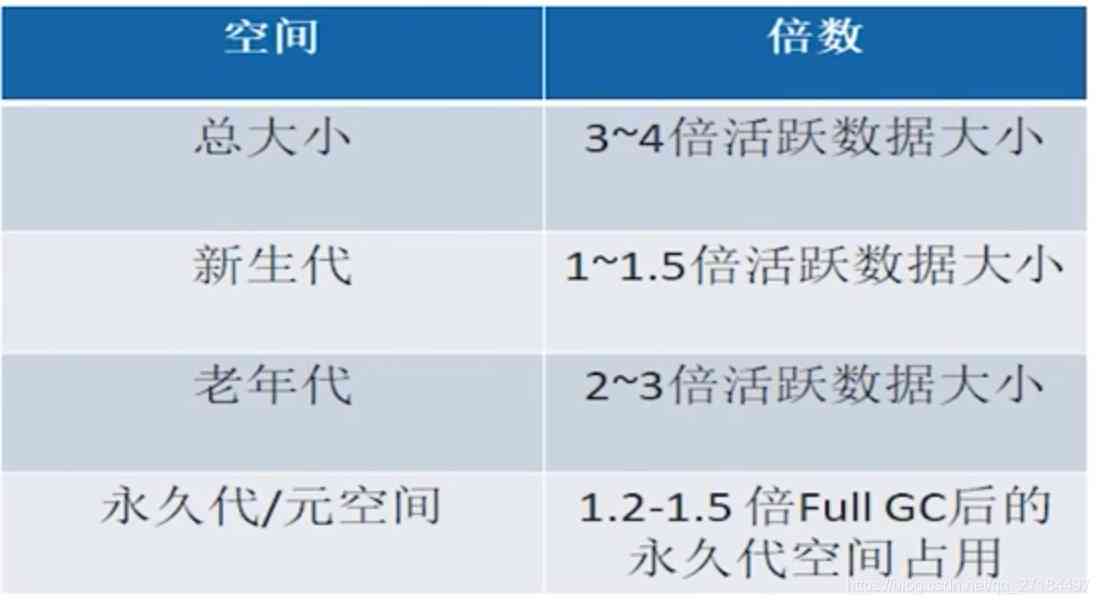 空间 倍数
总大小 3~4倍活跃数据大小
新生代 1~1.5倍活跃数据大小
老年代 2~3倍活跃数据大小
永久代/元空间 1.2-1.5 倍Full GC后的
永久代空间占用
https://blog.csdn.net/qq_27184497